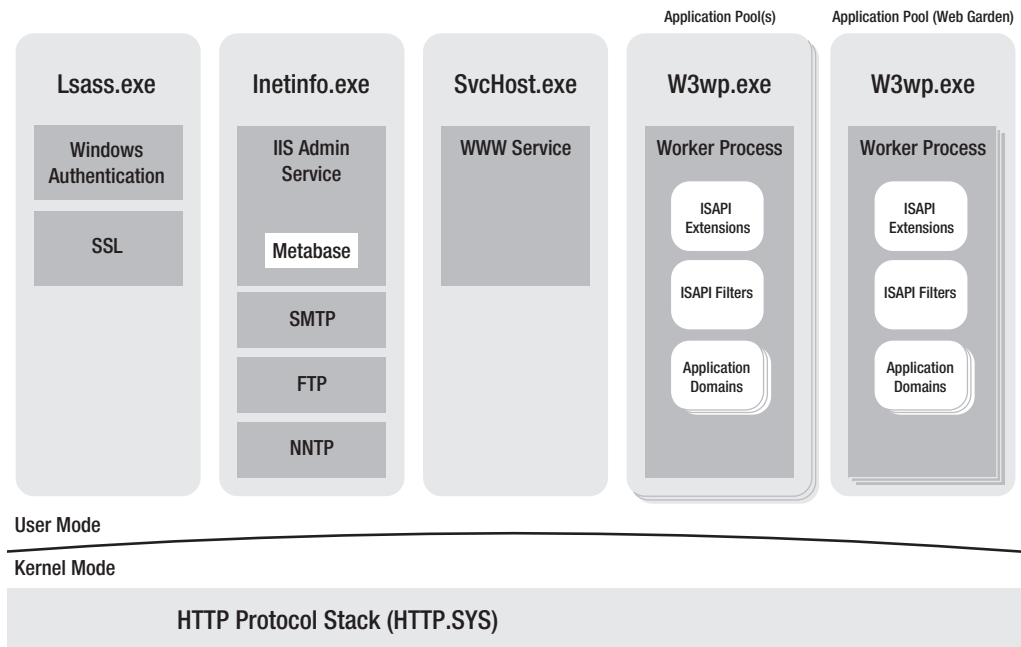 Application Pool(s)
Application Pool (Web Garden)
Lsass.exe
Windows
Authentication
SSL
Inetinfo.exe
IIS Admin
Service
Metabase
SMTP
FTP
NNTP
SvcHost.exe
WWW Service
W3wp.exe
Worker Process
ISAPI
Extensions
ISAPI Filters
Application
Domains
W3wp.exe
Worker Process
ISAPI
Extensions
ISAPI Filters
Application
Domains
User Mode
Kernel Mode
HTTP Protocol Stack (HTTP.SYS)